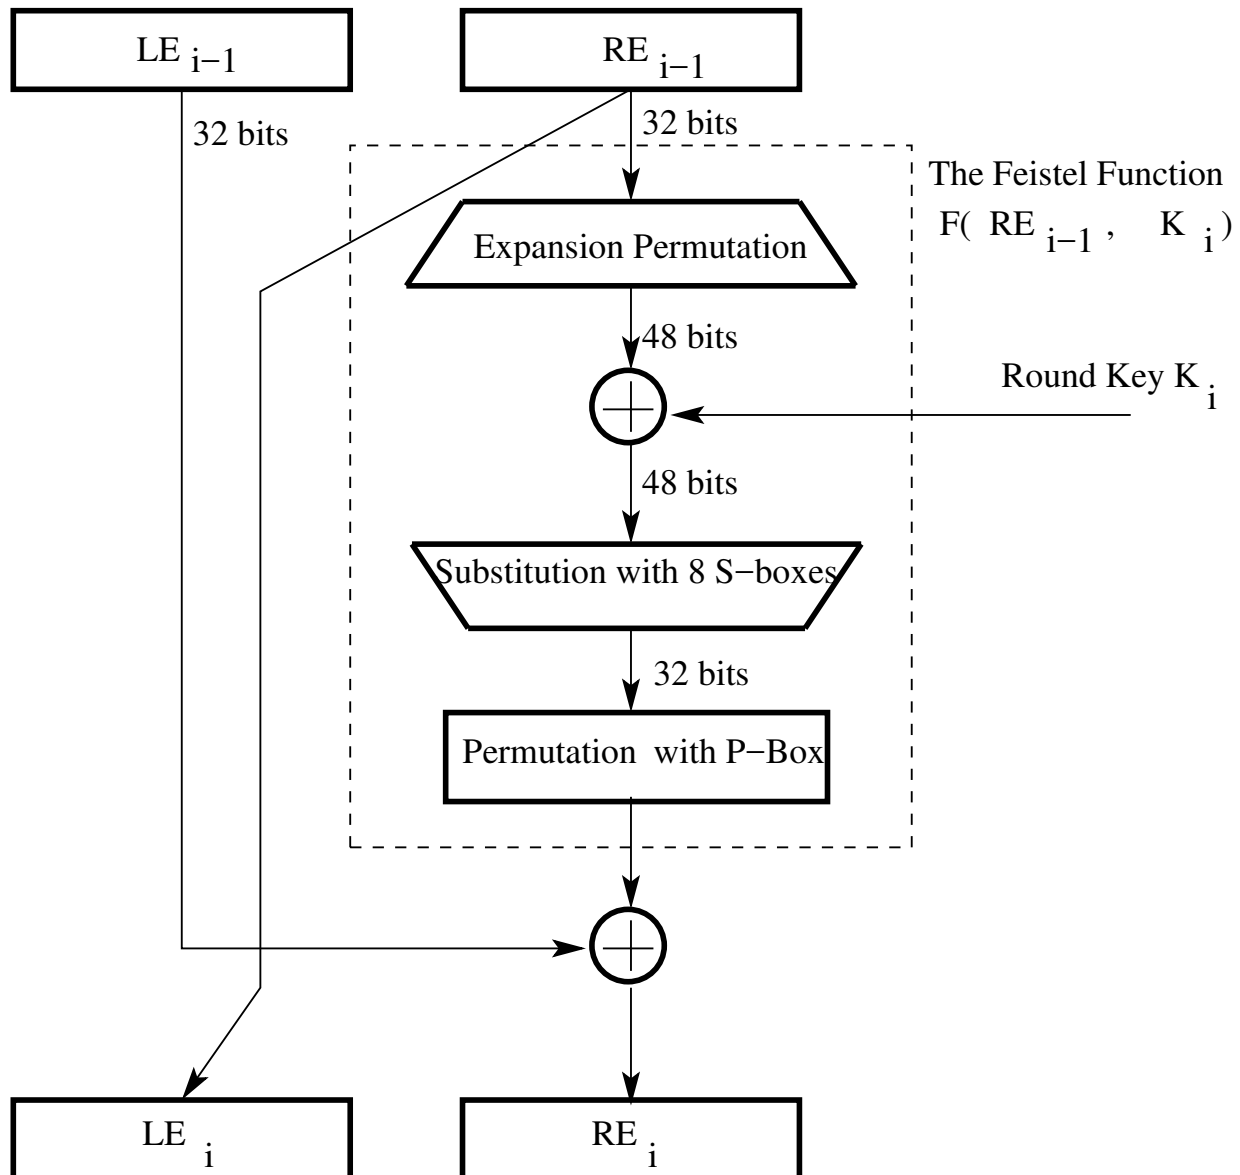 LE i−1
RE i−1
32 bits
32 bits
The Feistel Function
F( RE i−1 , K i )
Expansion Permutation
48 bits
Round Key K i
48 bits
Substitution with 8 S−boxes
32 bits
Permutation with P−Box
LE i
RE i